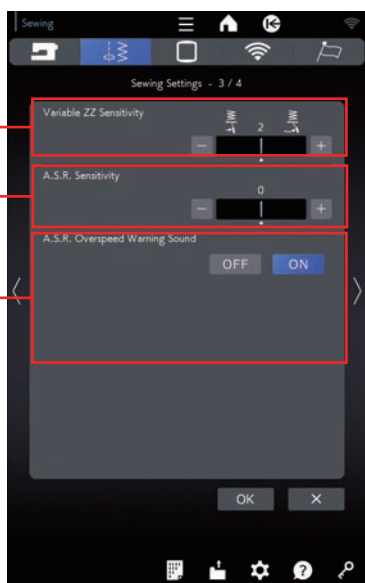 Sewing
Sewing Settings - 3 / 4
Variable ZZ Sensitivity
2
- +
A.S.R. Sensitivity
0
- +
A.S.R. Overspeed Warning Sound
OFF ON
OK X